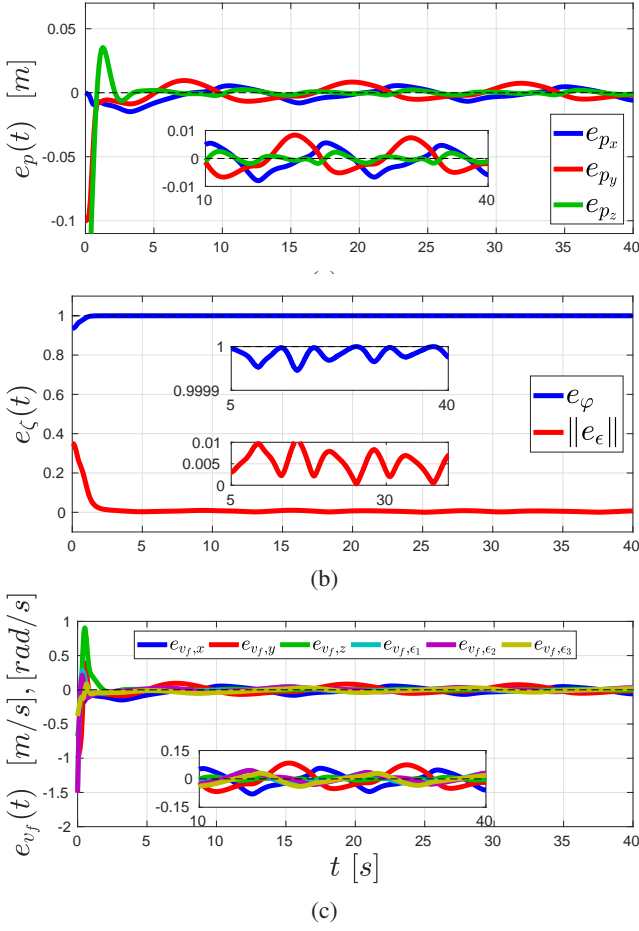 0.05
0
-0.05
-0.1
e_p(t) [m]
0.01
0
-0.01
10 40
e_{p_x}
e_{p_y}
e_{p_z}
0 5 10 15 20 25 30 35 40
1
0.8
0.6
0.4
0.2
0
e_ζ(t)
1
0.9999
5 40
0.01
0.005
0
5 30
e_φ
||e_ϵ||
0 5 10 15 20 25 30 35 40
(b)
1
0.5
0
-0.5
-1
-1.5
-2
e_{v_f}(t) [m/s], [rad/s]
e_{v_f,x} e_{v_f,y} e_{v_f,z} e_{v_f,ϵ_1} e_{v_f,ϵ_2} e_{v_f,ϵ_3}
0.15
0
-0.15
10 40
0 5 10 15 20 25 30 35 40
t [s]
(c)